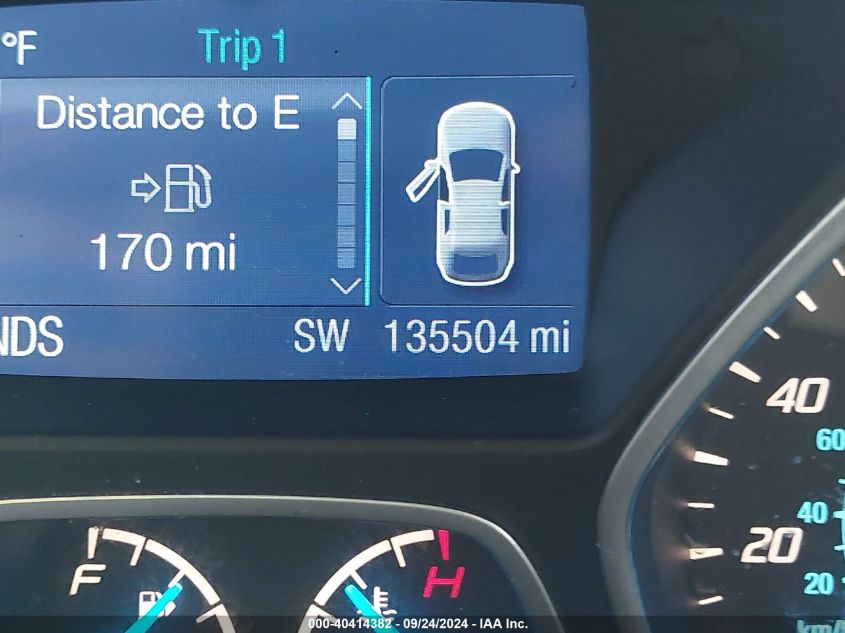 °F Trip 1
Distance to E
170 mi
NDS SW 135504 mi
40
60
40
20
20
F
H
km/h
000-40414382 - 09/24/2024 - IAA Inc.